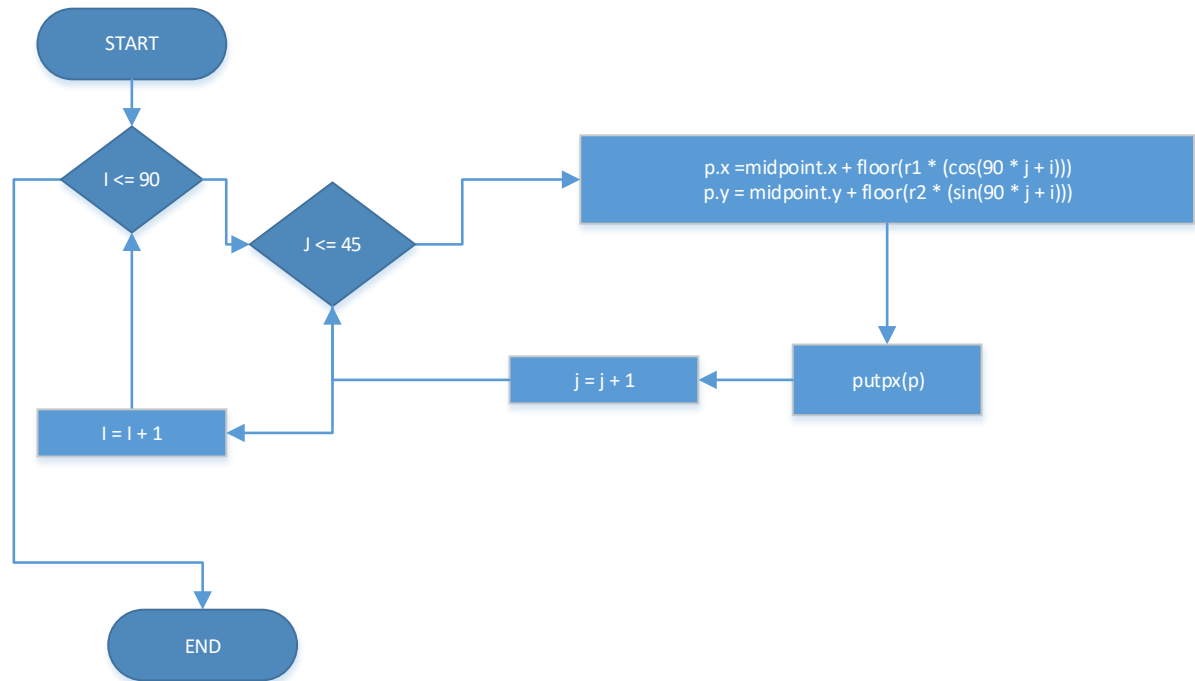 START
I <= 90
J <= 45
p.x =midpoint.x + floor(r1 * (cos(90 * j + i)))
p.y = midpoint.y + floor(r2 * (sin(90 * j + i)))
putpx(p)
j = j + 1
I = I + 1
END